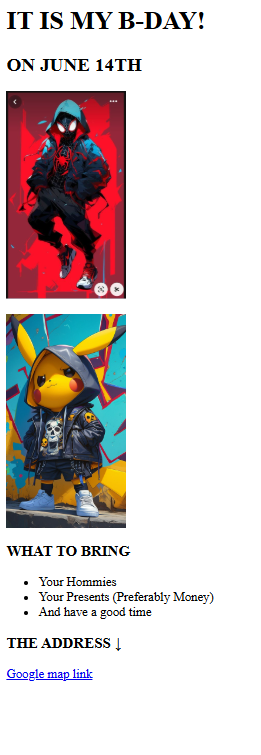 IT IS MY B-DAY!
ON JUNE 14TH
WHAT TO BRING
Your Hommies
Your Presents (Preferably Money)
And have a good time
THE ADDRESS ↓
Google map link